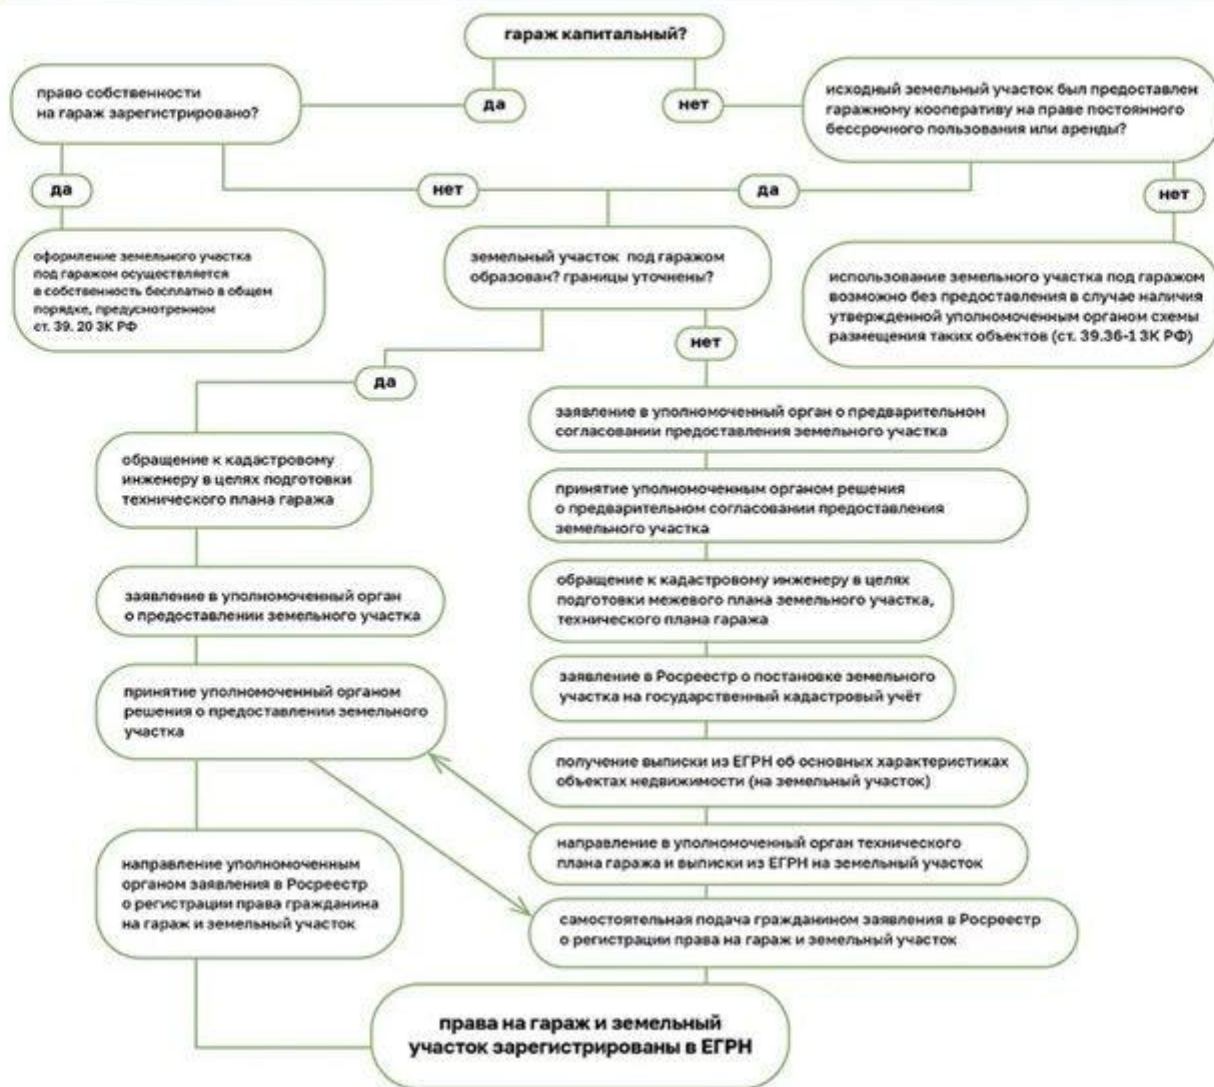 гараж капитальный?
да
нет
право собственности
на гараж зарегистрировано?
исходный земельный участок был предоставлен
гаражному кооперативу на праве постоянного
бессрочного пользования или аренды?
да
нет
да
нет
оформление земельного участка
под гаражом осуществляется
в собственность бесплатно в общем
порядке, предусмотренном
ст. 39. 20 ЗК РФ
земельный участок под гаражом
образован? границы уточнены?
использование земельного участка под гаражом
возможно без предоставления в случае наличия
утвержденной уполномоченным органом схемы
размещения таких объектов (ст. 39.36-1 ЗК РФ)
да
нет
обращение к кадастровому
инженеру в целях подготовки
технического плана гаража
заявление в уполномоченный орган
о предоставлении земельного участка
принятие уполномоченный органом
решения о предоставлении земельного
участка
направление уполномоченным
органом заявления в Росреестр
о регистрации права гражданина
на гараж и земельный участок
заявление в уполномоченный орган о предварительном
согласовании предоставления земельного участка
принятие уполномоченным органом решения
о предварительном согласовании предоставления
земельного участка
обращение к кадастровому инженеру в целях
подготовки межевого плана земельного участка,
технического плана гаража
заявление в Росреестр о постановке земельного
участка на государственный кадастровый учёт
получение выписки из ЕГРН об основных характеристиках
объектах недвижимости (на земельный участок)
направление в уполномоченный орган технического
плана гаража и выписки из ЕГРН на земельный участок
самостоятельная подача гражданином заявления в Росреестр
о регистрации права на гараж и земельный участок
права на гараж и земельный
участок зарегистрированы в ЕГРН